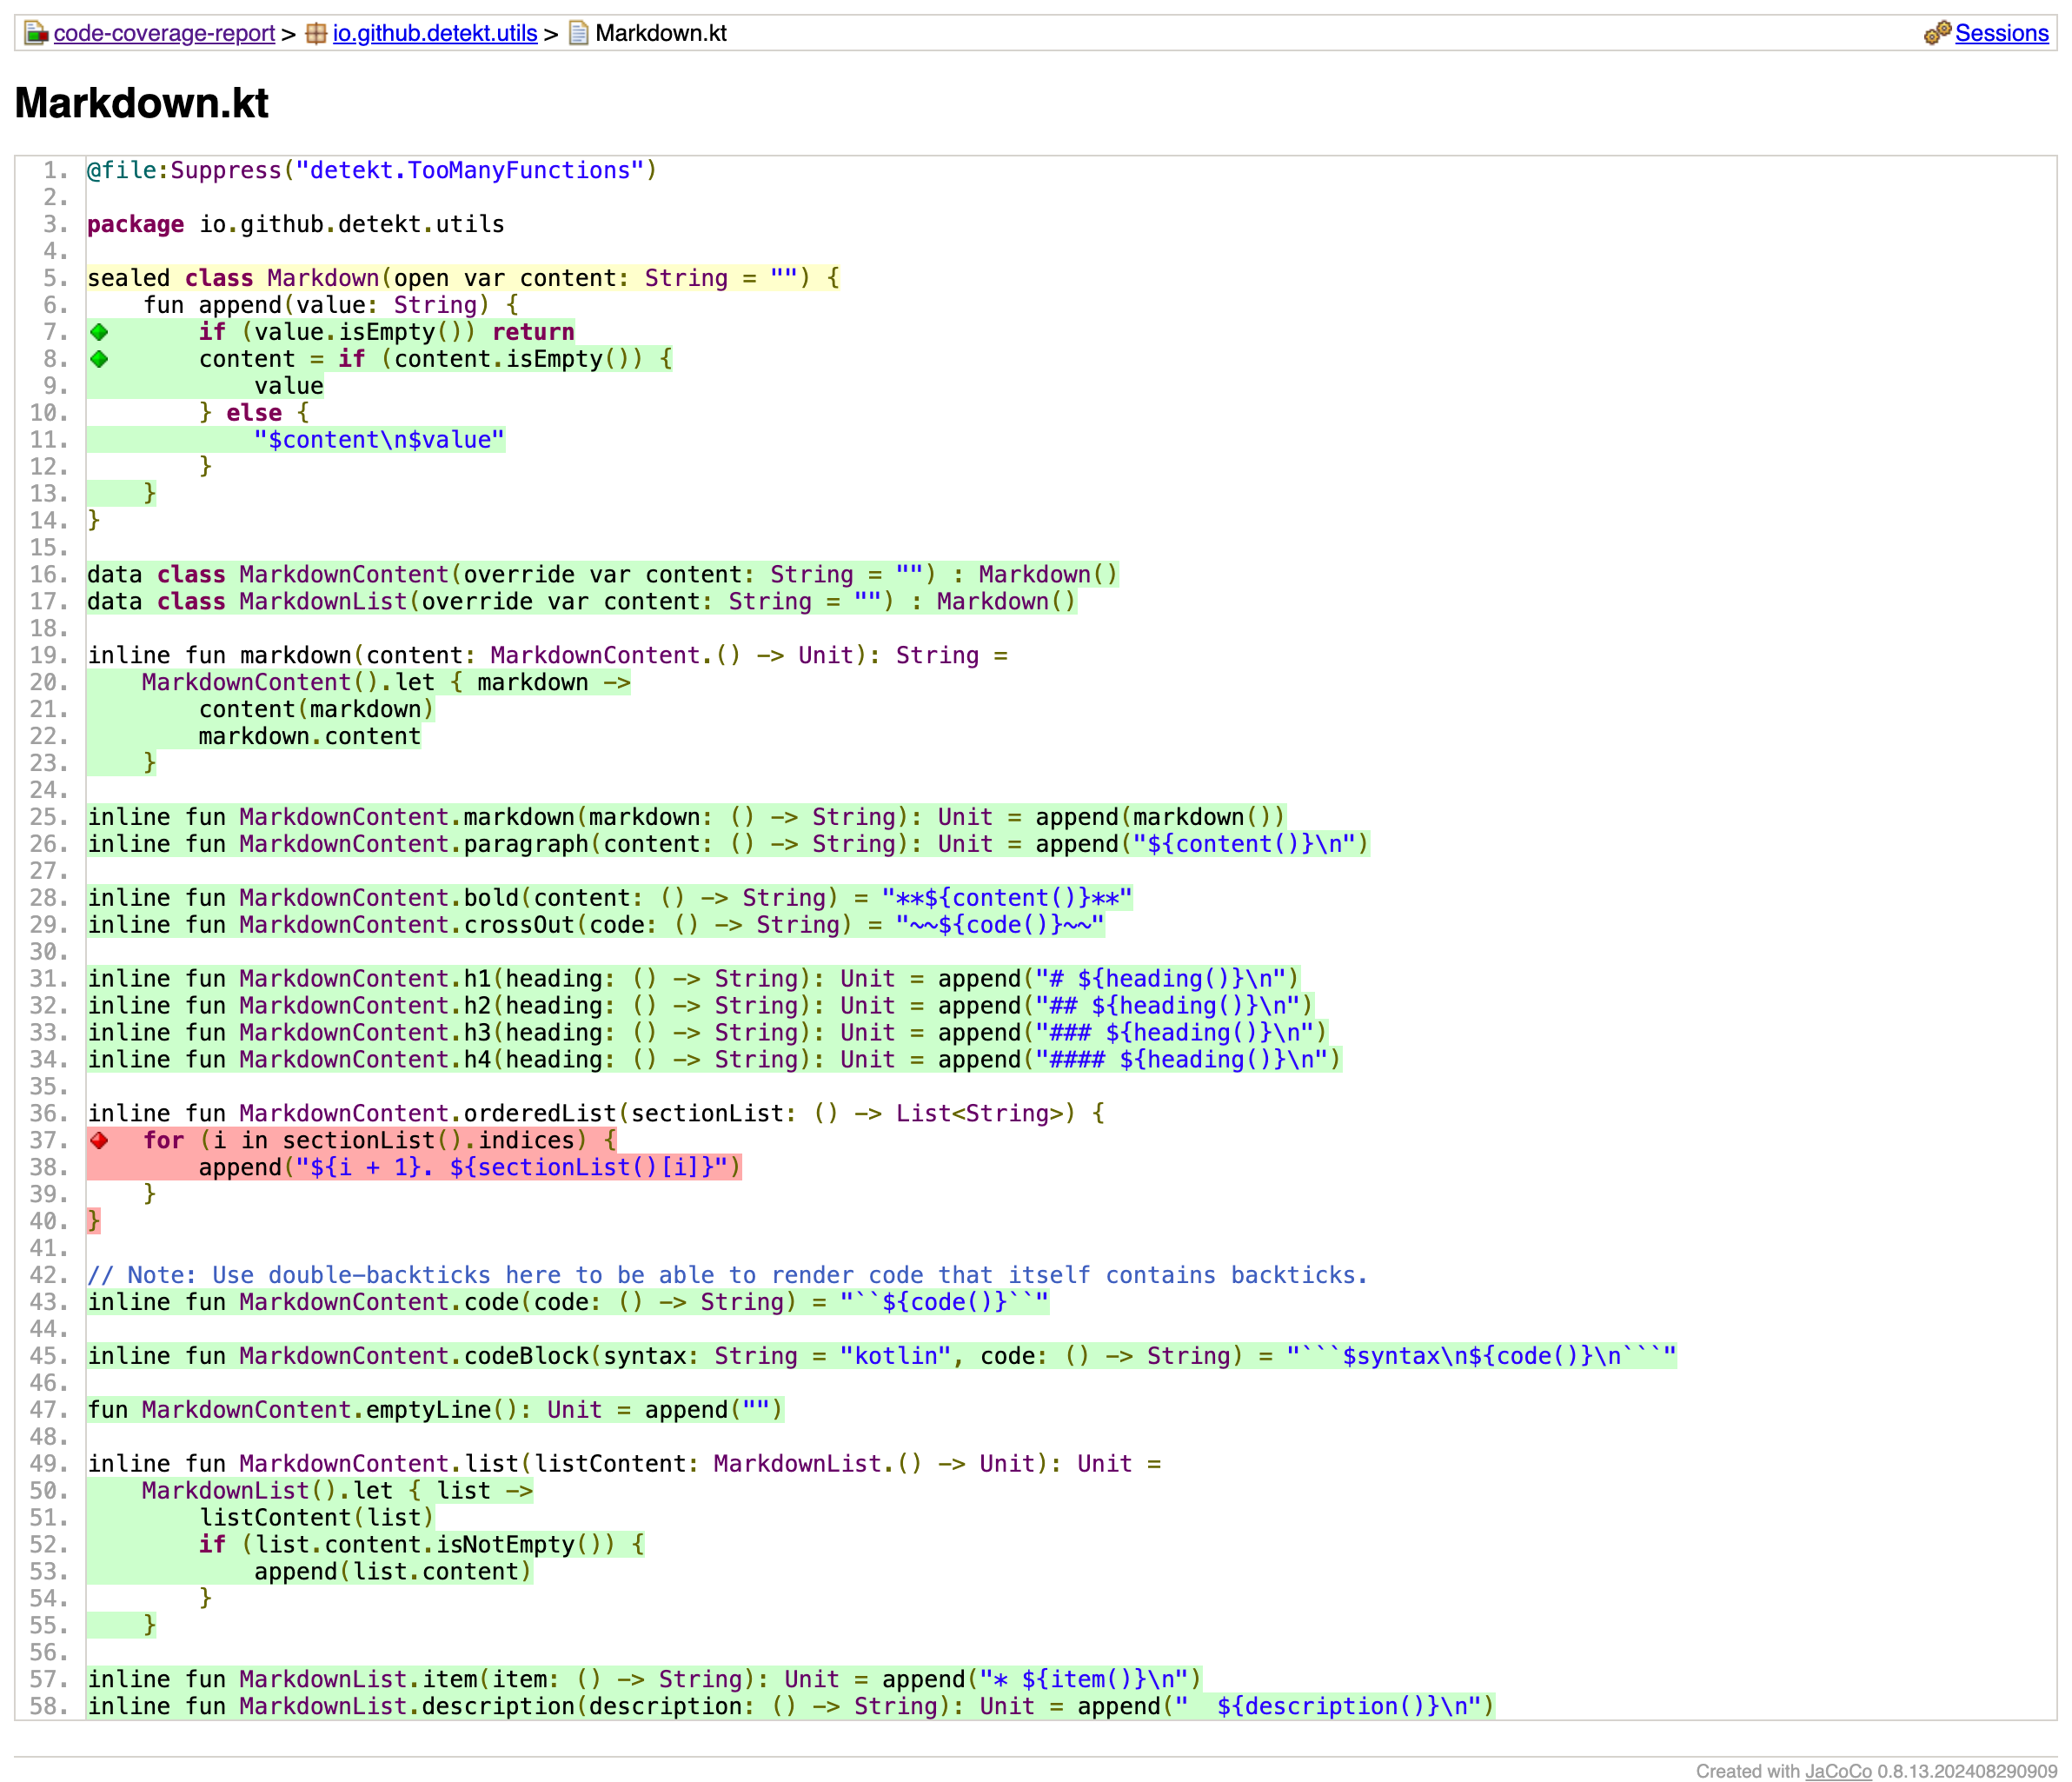 code-coverage-report > io.github.detekt.utils > Markdown.kt Sessions
Markdown.kt
1. @file:Suppress("detekt.TooManyFunctions")
2.
3. package io.github.detekt.utils
4.
5. sealed class Markdown(open var content: String = "") {
6.     fun append(value: String) {
7.         if (value.isEmpty()) return
8.         content = if (content.isEmpty()) {
9.             value
10.         } else {
11.             "$content\n$value"
12.         }
13.     }
14. }
15.
16. data class MarkdownContent(override var content: String = "") : Markdown()
17. data class MarkdownList(override var content: String = "") : Markdown()
18.
19. inline fun markdown(content: MarkdownContent.() -> Unit): String =
20.     MarkdownContent().let { markdown ->
21.         content(markdown)
22.         markdown.content
23.     }
24.
25. inline fun MarkdownContent.markdown(markdown: () -> String): Unit = append(markdown())
26. inline fun MarkdownContent.paragraph(content: () -> String): Unit = append("${content()}\n")
27.
28. inline fun MarkdownContent.bold(content: () -> String) = "**${content()}**"
29. inline fun MarkdownContent.crossOut(code: () -> String) = "~~${code()}~~"
30.
31. inline fun MarkdownContent.h1(heading: () -> String): Unit = append("# ${heading()}\n")
32. inline fun MarkdownContent.h2(heading: () -> String): Unit = append("## ${heading()}\n")
33. inline fun MarkdownContent.h3(heading: () -> String): Unit = append("### ${heading()}\n")
34. inline fun MarkdownContent.h4(heading: () -> String): Unit = append("#### ${heading()}\n")
35.
36. inline fun MarkdownContent.orderedList(sectionList: () -> List<String>) {
37.     for (i in sectionList().indices) {
38.         append("${i + 1}. ${sectionList()[i]}")
39.     }
40. }
41.
42. // Note: Use double-backticks here to be able to render code that itself contains backticks.
43. inline fun MarkdownContent.code(code: () -> String) = "``${code()}``"
44.
45. inline fun MarkdownContent.codeBlock(syntax: String = "kotlin", code: () -> String) = "```$syntax\n${code()}\n```"
46.
47. fun MarkdownContent.emptyLine(): Unit = append("")
48.
49. inline fun MarkdownContent.list(listContent: MarkdownList.() -> Unit): Unit =
50.     MarkdownList().let { list ->
51.         listContent(list)
52.         if (list.content.isNotEmpty()) {
53.             append(list.content)
54.         }
55.     }
56.
57. inline fun MarkdownList.item(item: () -> String): Unit = append("* ${item()}\n")
58. inline fun MarkdownList.description(description: () -> String): Unit = append("  ${description()}\n")
Created with JaCoCo 0.8.13.202408290909